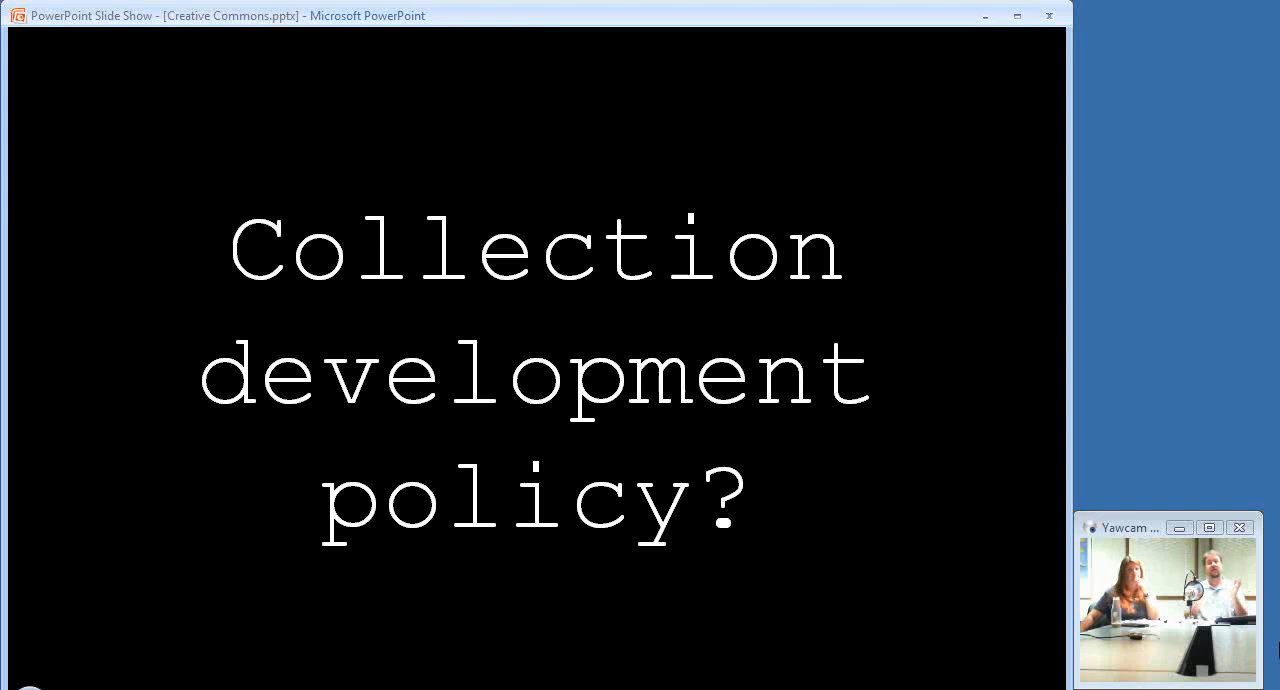 PowerPoint Slide Show - [Creative Commons.pptx] - Microsoft PowerPoint
Collection
development
policy?
Yawcam ...